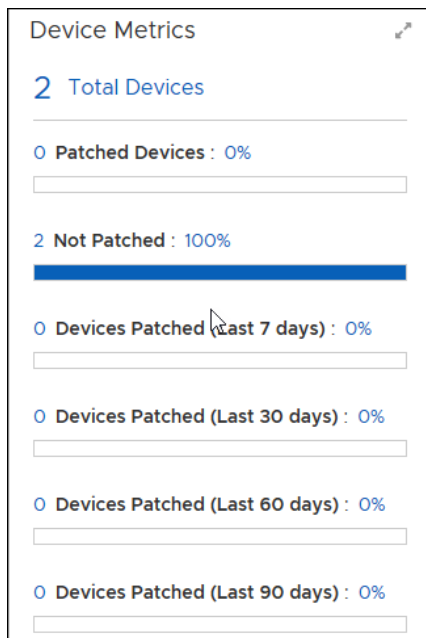 Device Metrics
2 Total Devices
0 Patched Devices : 0%
2 Not Patched : 100%
0 Devices Patched (Last 7 days) : 0%
0 Devices Patched (Last 30 days) : 0%
0 Devices Patched (Last 60 days) : 0%
0 Devices Patched (Last 90 days) : 0%